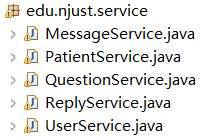 edu.njust.service
MessageService.java
PatientService.java
QuestionService.java
ReplyService.java
UserService.java